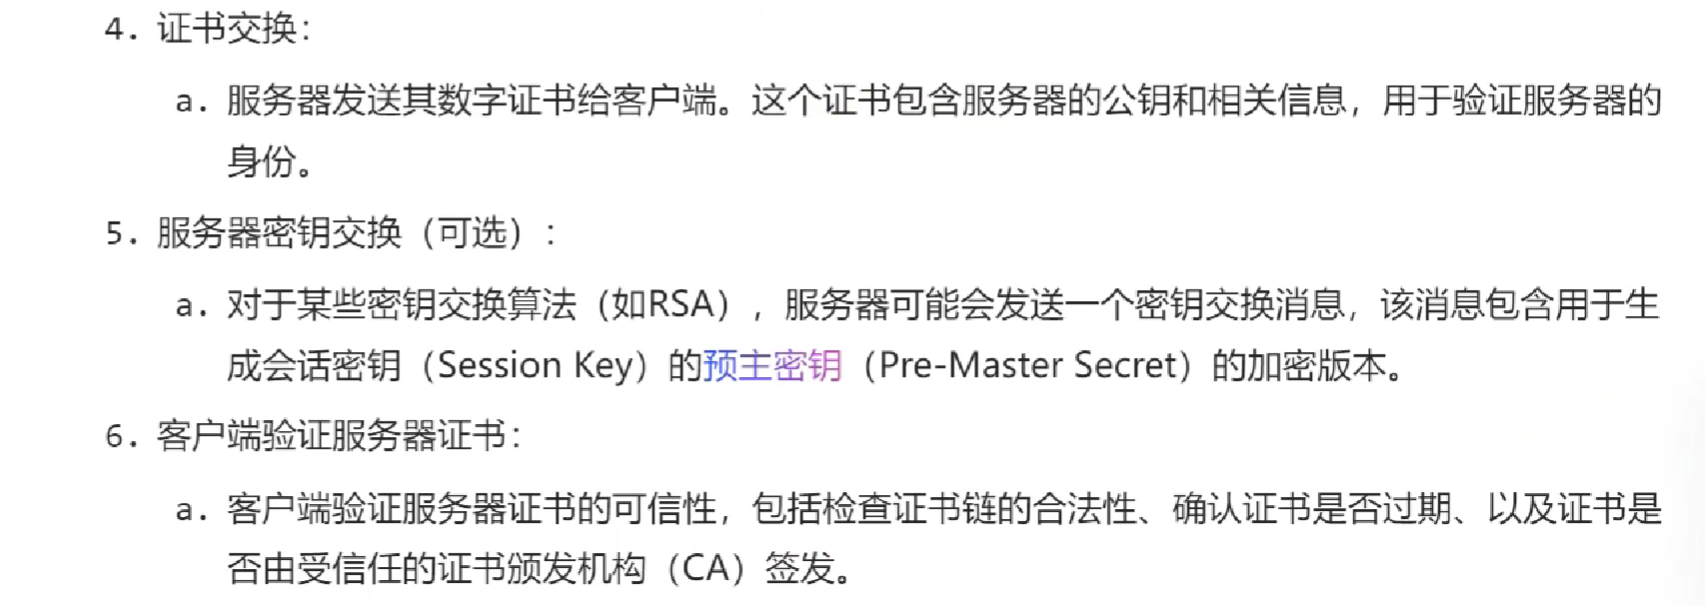 4. 证书交换：
a. 服务器发送其数字证书给客户端。这个证书包含服务器的公钥和相关信息，用于验证服务器的
身份。
5. 服务器密钥交换（可选）：
a. 对于某些密钥交换算法（如RSA），服务器可能会发送一个密钥交换消息，该消息包含用于生
成会话密钥（Session Key）的预主密钥（Pre-Master Secret）的加密版本。
6. 客户端验证服务器证书：
a. 客户端验证服务器证书的可信性，包括检查证书链的合法性、确认证书是否过期、以及证书是
否由受信任的证书颁发机构（CA）签发。